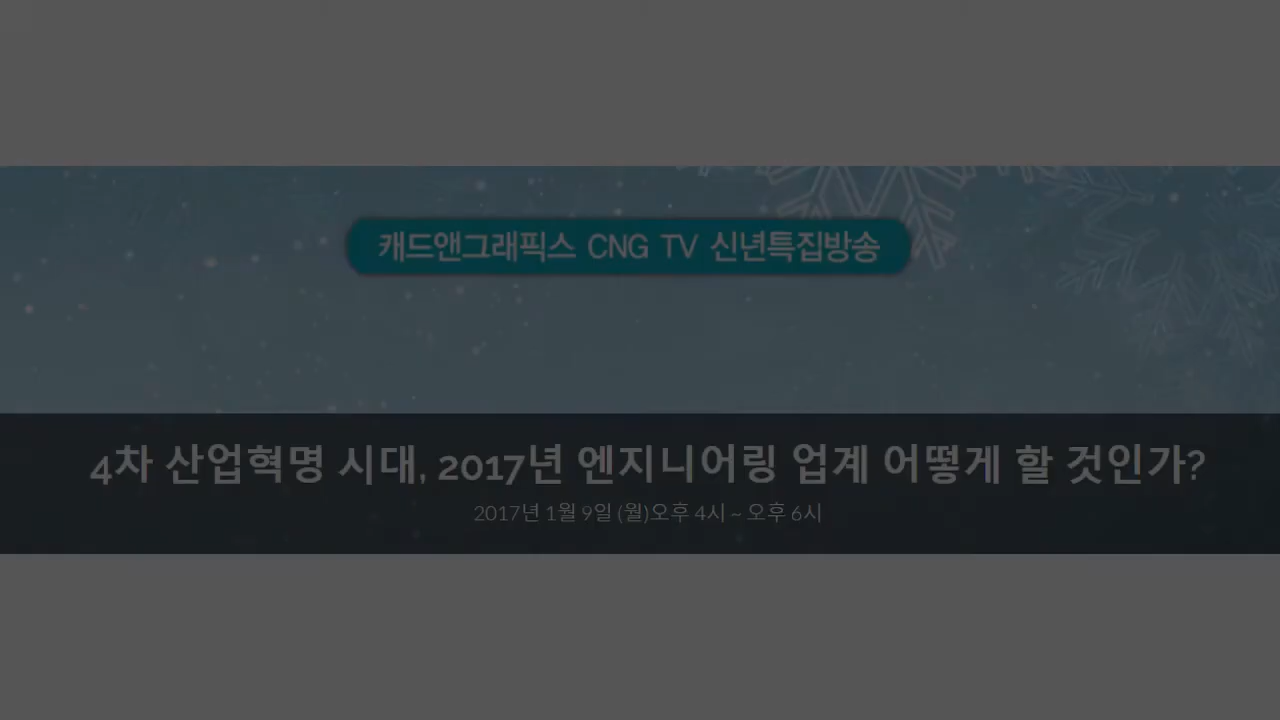 캐드앤그래픽스 CNG TV 신년특집방송
4차 산업혁명 시대, 2017년 엔지니어링 업계 어떻게 할 것인가?
2017년 1월 9일 (월)오후 4시 ~ 오후 6시